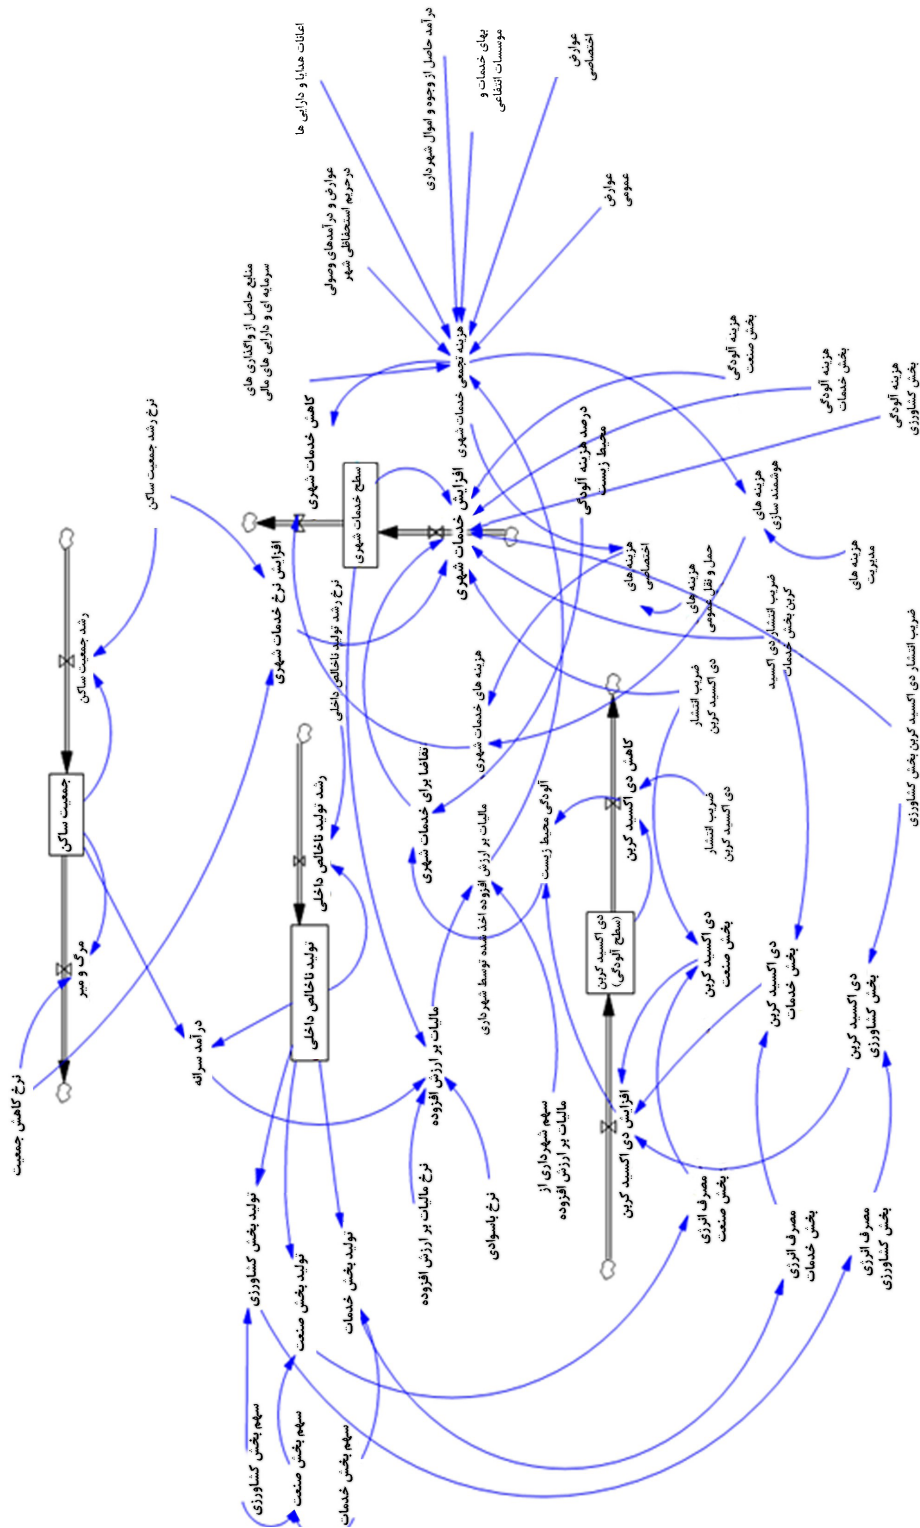 نرخ کاهش جمعیت
مرگ و میر
جمعیت ساکن
رشد جمعیت ساکن
نرخ رشد جمعیت ساکن
درآمد سرانه
افزایش نرخ خدمات شهری
منابع حاصل از واگذاری های
سرمایه ای و دارایی های مالی
اعانات هدایا و دارایی ها
عوارض و درآمدهای وصولی
درحریم استحفاظی شهر
درآمد حاصل از وجوه و اموال شهرداری
بهای خدمات و
موسسات انتفاعی
عوارض
اختصاصی
عوارض
عمومی
کاهش خدمات شهری
سطح خدمات شهری
افزایش خدمات شهری
هزینه تجمعی خدمات شهری
سهم بخش کشاورزی
سهم بخش صنعت
سهم بخش خدمات
تولید بخش کشاورزی
تولید بخش صنعت
تولید بخش خدمات
تولید ناخالص داخلی
رشد تولید ناخالص داخلی
نرخ رشد تولید ناخالص داخلی
نرخ مالیات بر ارزش افزوده
نرخ باسوادی
مالیات بر ارزش افزوده
سهم شهرداری از
مالیات بر ارزش افزوده
مالیات بر ارزش افزوده اخذ شده توسط شهرداری
تقاضا برای خدمات شهری
هزینه های خدمات شهری
آلودگی محیط زیست
درصد هزینه آلودگی
محیط زیست
هزینه های
اختصاصی
هزینه های
حمل و نقل عمومی
هزینه های
هوشمند سازی
هزینه های
مدیریت
هزینه آلودگی
بخش صنعت
هزینه آلودگی
بخش خدمات
هزینه آلودگی
بخش کشاورزی
افزایش دی اکسید کربن
دی اکسید کربن
(سطح آلودگی)
کاهش دی اکسید کربن
ضریب انتشار
دی اکسید کربن
ضریب انتشار
دی اکسید کربن
ضریب انتشار دی اکسید
کربن بخش خدمات
ضریب انتشار دی اکسید کربن بخش کشاورزی
دی اکسید کربن
بخش صنعت
دی اکسید کربن
بخش خدمات
دی اکسید کربن
بخش کشاورزی
مصرف انرژی
بخش صنعت
مصرف انرژی
بخش خدمات
مصرف انرژی
بخش کشاورزی